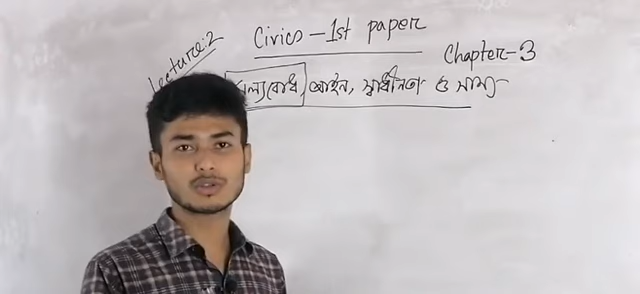 Lecture:2
Civics – 1st paper
Chapter-3
মূল্যবোধ, আইন, স্বাধীনতা ও সাম্য